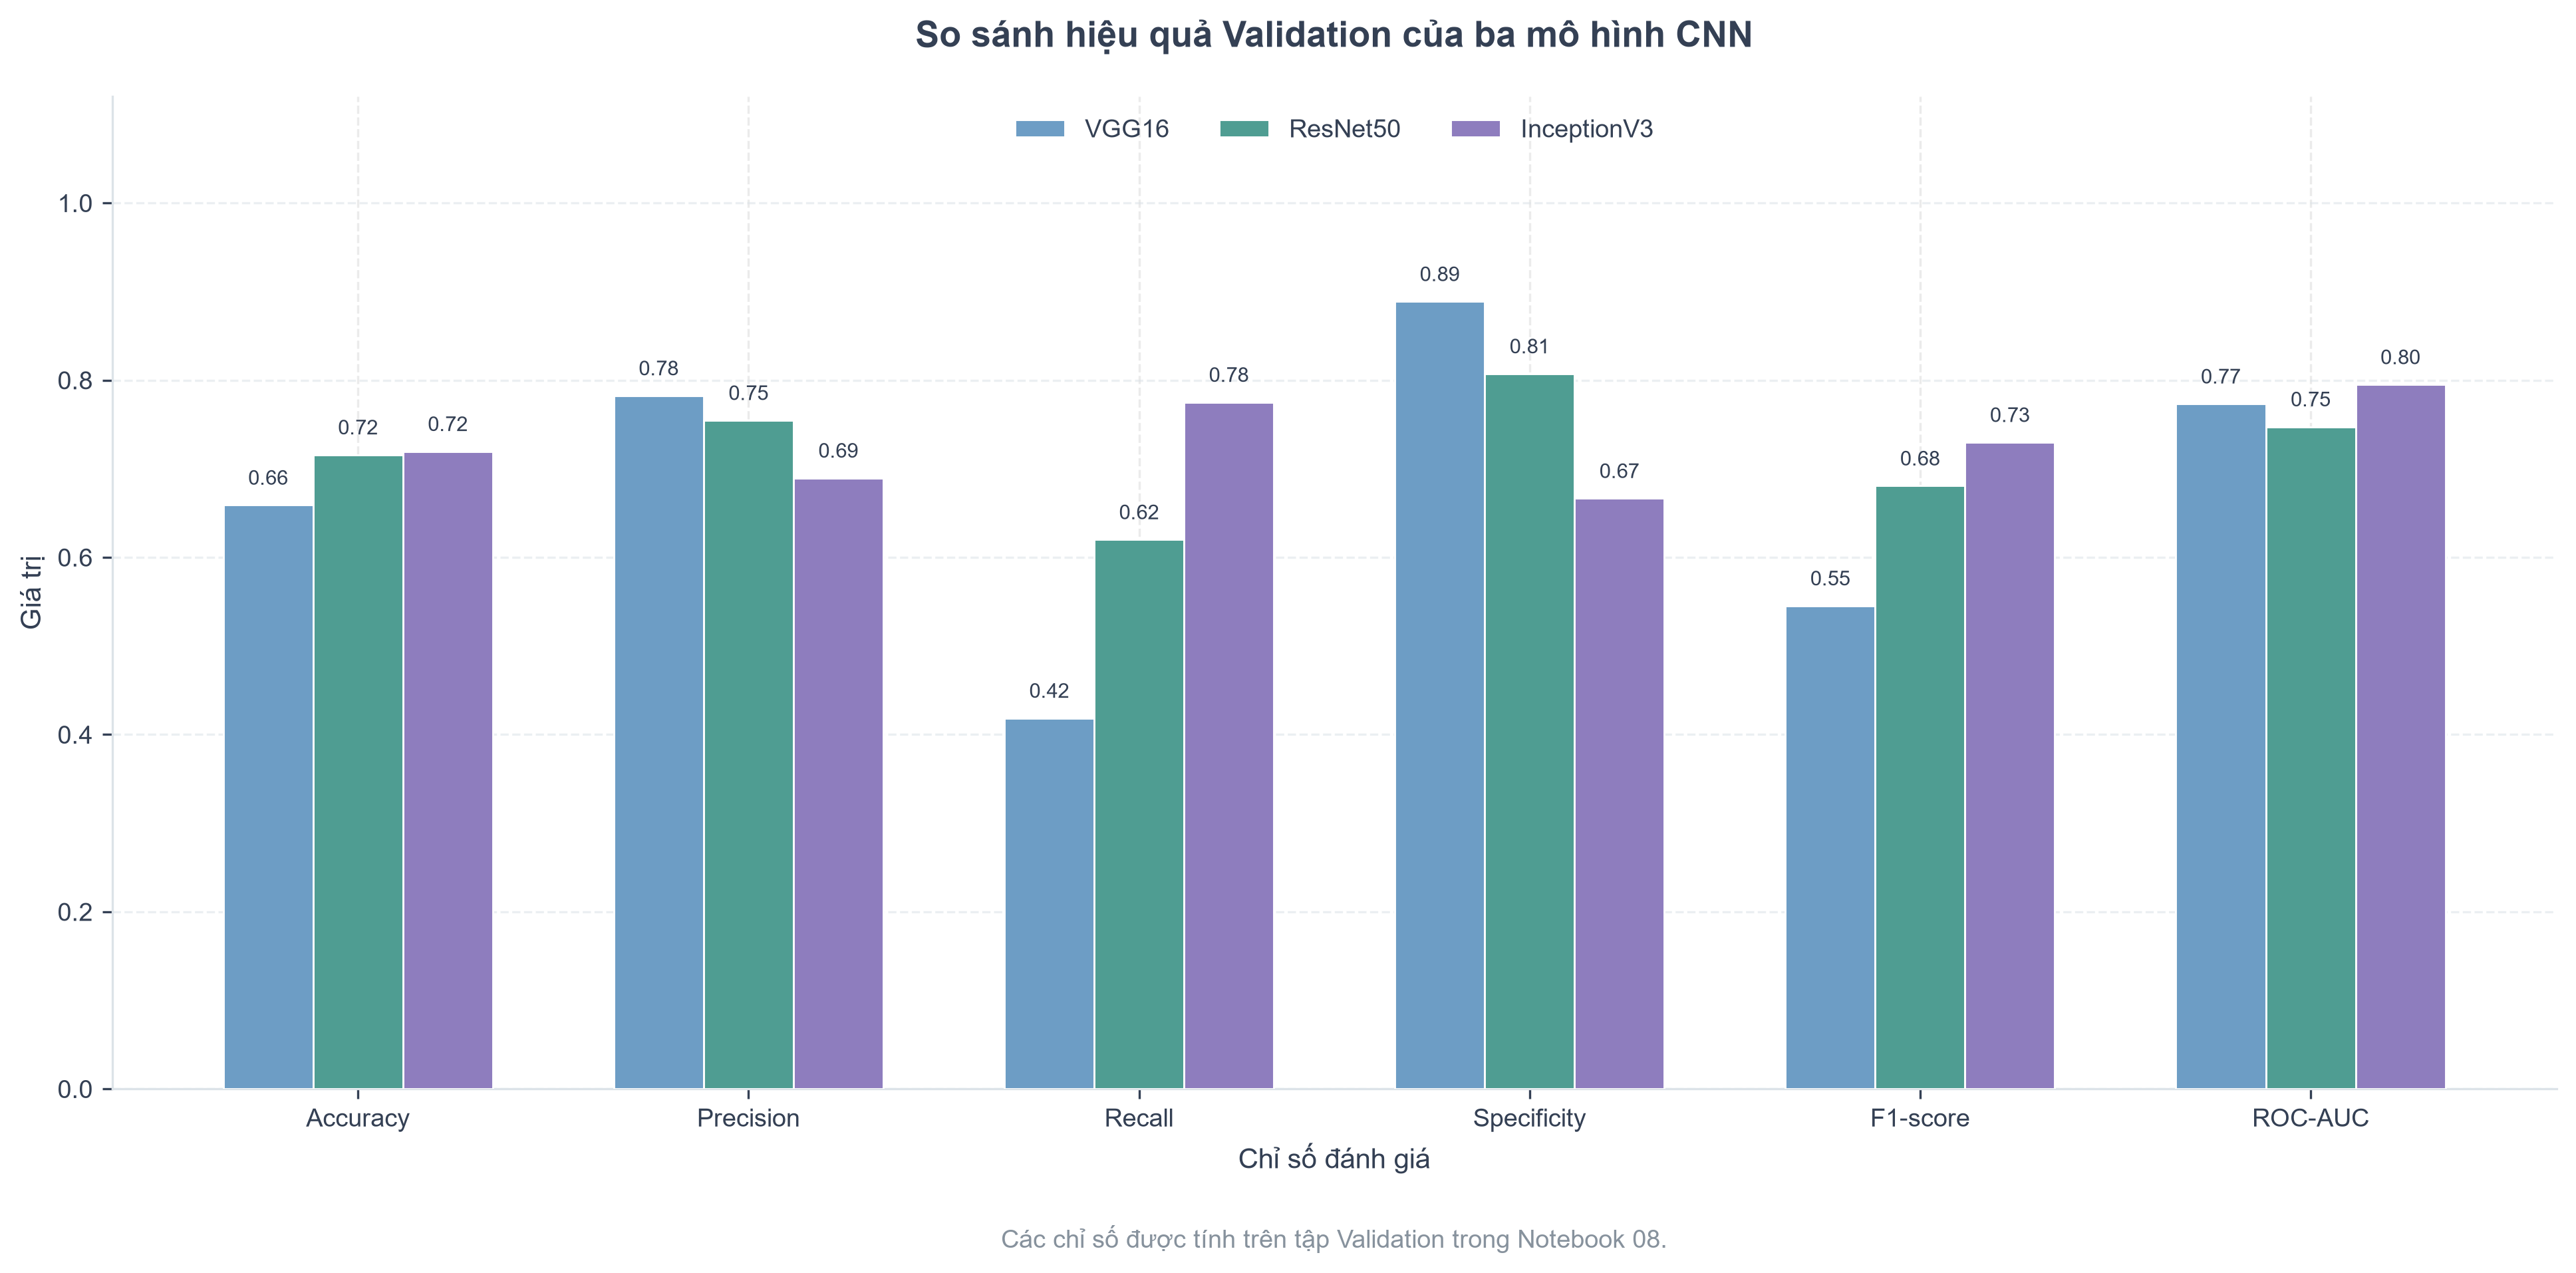 So sánh hiệu quả Validation của ba mô hình CNN
VGG16 ResNet50 InceptionV3
Giá trị
1.0
0.8
0.6
0.4
0.2
0.0
0.66 0.72 0.72
0.78 0.75 0.69
0.42 0.62 0.78
0.89 0.81 0.67
0.55 0.68 0.73
0.77 0.75 0.80
Accuracy Precision Recall Specificity F1-score ROC-AUC
Chỉ số đánh giá
Các chỉ số được tính trên tập Validation trong Notebook 08.